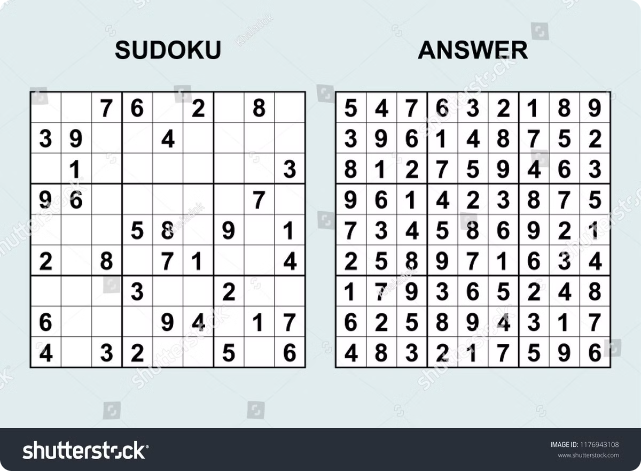 SUDOKU ANSWER
7 6 2 8 5 4 7 6 3 2 1 8 9
3 9 4 3 9 6 1 4 8 7 5 2
1 3 8 1 2 7 5 9 4 6 3
9 6 7 9 6 1 4 2 3 8 7 5
5 8 9 1 7 3 4 5 8 6 9 2 1
2 8 7 1 4 2 5 8 9 7 1 6 3 4
3 2 1 7 9 3 6 5 2 4 8
6 9 4 1 7 6 2 5 8 9 4 3 1 7
4 3 2 5 6 4 8 3 2 1 7 5 9 6
shutterstock
IMAGE ID: 1176943108
www.shutterstock.com